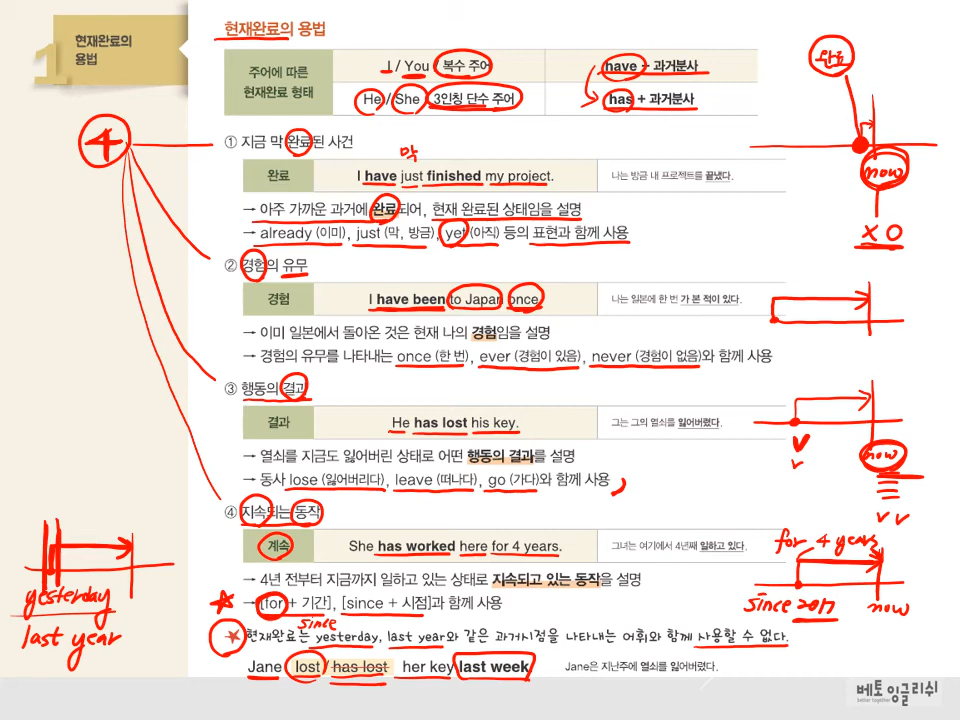 1
현재완료의
용법
현재완료의 용법
주어에 따른
현재완료 형태
I / You / 복수 주어
have + 과거분사
He / She / 3인칭 단수 주어
has + 과거분사
완료
now
X O
4
① 지금 막 완료된 사건
막
완료
I have just finished my project.
나는 방금 내 프로젝트를 끝냈다.
→ 아주 가까운 과거에 완료되어, 현재 완료된 상태임을 설명
→ already (이미), just (막, 방금), yet (아직) 등의 표현과 함께 사용
② 경험의 유무
경험
I have been to Japan once.
나는 일본에 한 번 가 본 적이 있다.
→ 이미 일본에서 돌아온 것은 현재 나의 경험임을 설명
→ 경험의 유무를 나타내는 once (한 번), ever (경험이 있음), never (경험이 없음)와 함께 사용
③ 행동의 결과
결과
He has lost his key.
그는 그의 열쇠를 잃어버렸다.
now
→ 열쇠를 지금도 잃어버린 상태로 어떤 행동의 결과를 설명
→ 동사 lose (잃어버리다), leave (떠나다), go (가다)와 함께 사용
④ 지속되는 동작
계속
She has worked here for 4 years.
그녀는 여기에서 4년째 일하고 있다.
for 4 years
since 2017
now
→ 4년 전부터 지금까지 일하고 있는 상태로 지속되고 있는 동작을 설명
→ [for + 기간], [since + 시점]과 함께 사용
since
yesterday
last year
★ 현재완료는 yesterday, last year와 같은 과거시점을 나타내는 어휘와 함께 사용할 수 없다.
Jane lost / has lost her key last week
Jane은 지난주에 열쇠를 잃어버렸다.
베토 잉글리쉬
better together